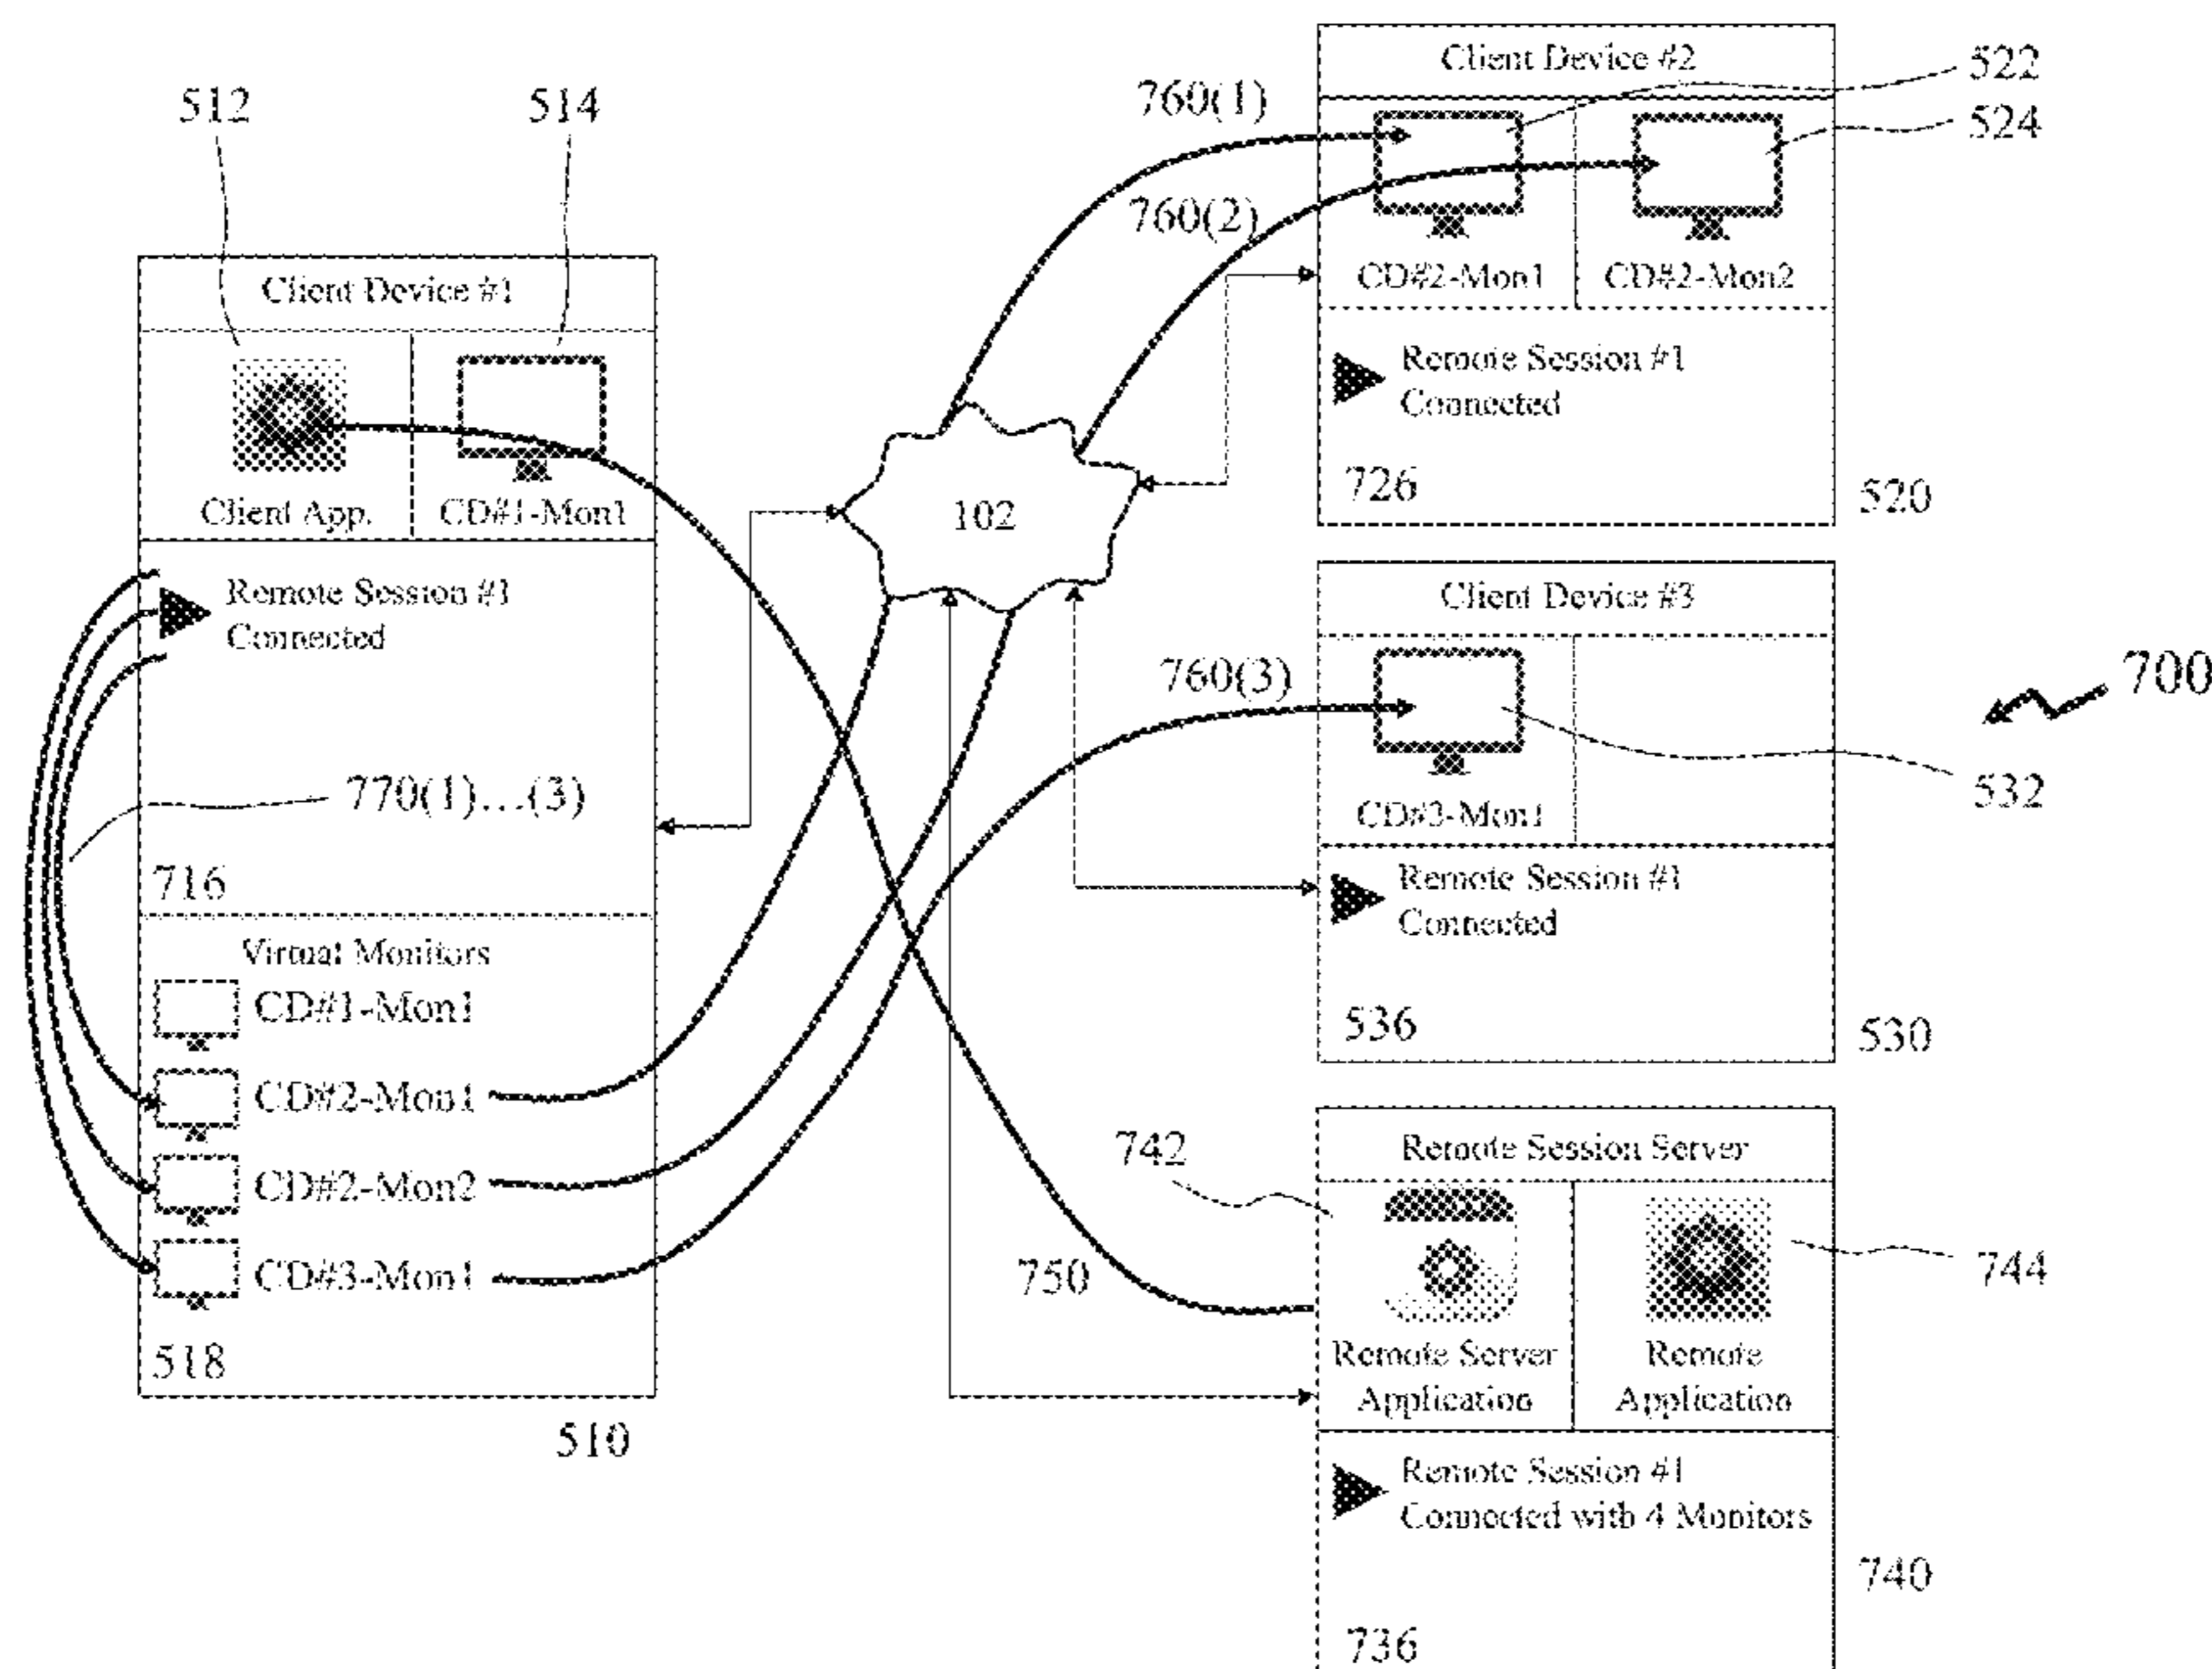 512
514
Client Device #1
Client App.
CD#1-Mon1
Remote Session #1
Connected
770(1)...(3)
716
Virtual Monitors
CD#1-Mon1
CD#2-Mon1
CD#2-Mon2
CD#3-Mon1
518
510
102
760(1)
760(2)
Client Device #2
522
524
CD#2-Mon1
CD#2-Mon2
Remote Session #1
Connected
726
520
Client Device #3
760(3)
700
532
CD#3-Mon1
Remote Session #1
Connected
536
530
Remote Session Server
742
744
750
Remote Server
Application
Remote
Application
Remote Session #1
Connected with 4 Monitors
740
736